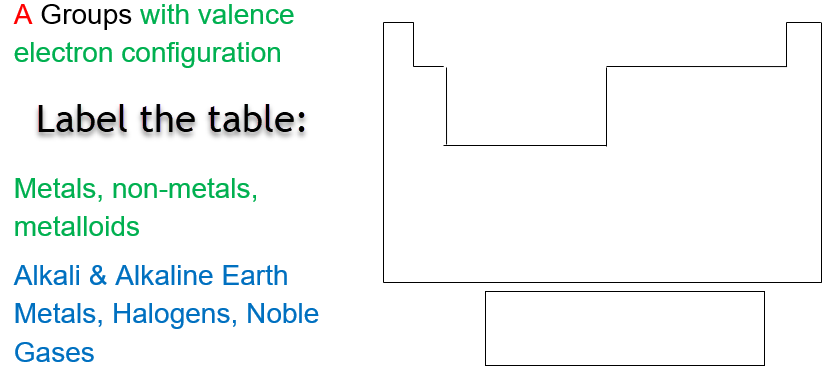 A Groups with valence
electron configuration
Label the table:
Metals, non-metals,
metalloids
Alkali & Alkaline Earth
Metals, Halogens, Noble
Gases